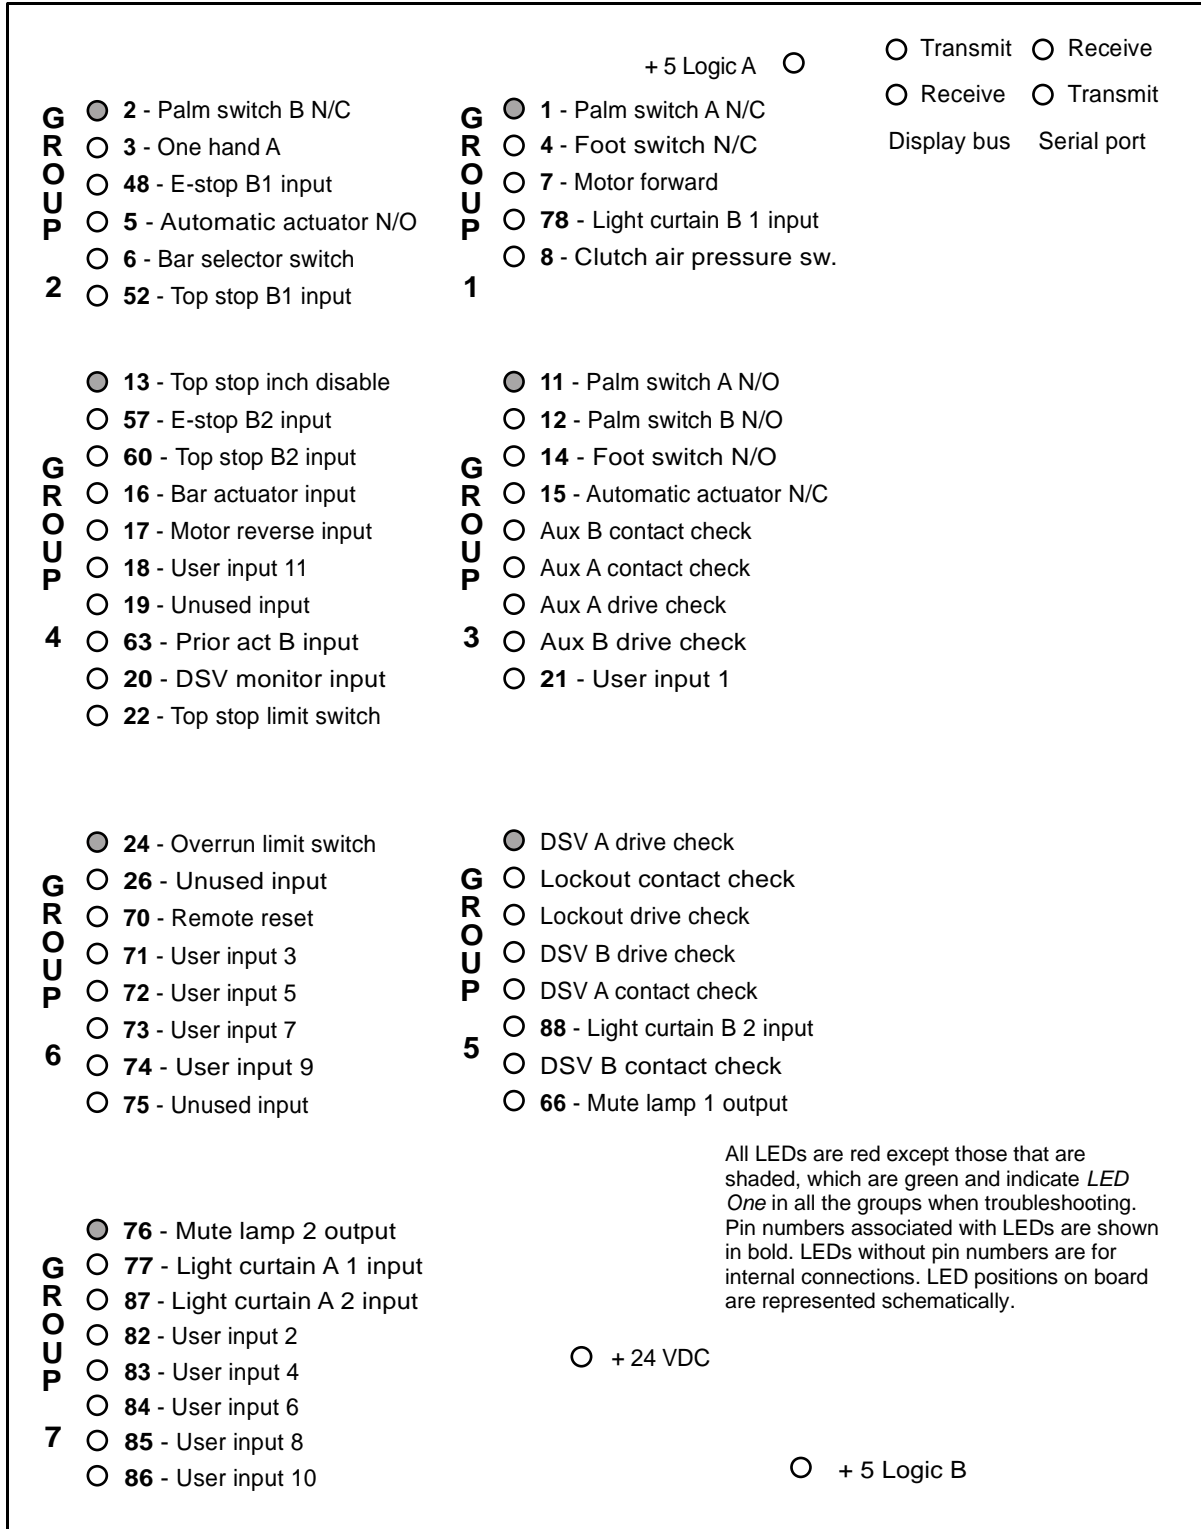 + 5 Logic A
Transmit Receive
Receive Transmit
Display bus Serial port
GROUP 2
2 - Palm switch B N/C
3 - One hand A
48 - E-stop B1 input
5 - Automatic actuator N/O
6 - Bar selector switch
52 - Top stop B1 input
GROUP 1
1 - Palm switch A N/C
4 - Foot switch N/C
7 - Motor forward
78 - Light curtain B 1 input
8 - Clutch air pressure sw.
GROUP 4
13 - Top stop inch disable
57 - E-stop B2 input
60 - Top stop B2 input
16 - Bar actuator input
17 - Motor reverse input
18 - User input 11
19 - Unused input
63 - Prior act B input
20 - DSV monitor input
22 - Top stop limit switch
GROUP 3
11 - Palm switch A N/O
12 - Palm switch B N/O
14 - Foot switch N/O
15 - Automatic actuator N/C
Aux B contact check
Aux A contact check
Aux A drive check
Aux B drive check
21 - User input 1
GROUP 6
24 - Overrun limit switch
26 - Unused input
70 - Remote reset
71 - User input 3
72 - User input 5
73 - User input 7
74 - User input 9
75 - Unused input
GROUP 5
DSV A drive check
Lockout contact check
Lockout drive check
DSV B drive check
DSV A contact check
88 - Light curtain B 2 input
DSV B contact check
66 - Mute lamp 1 output
All LEDs are red except those that are
shaded, which are green and indicate LED
One in all the groups when troubleshooting.
Pin numbers associated with LEDs are shown
in bold. LEDs without pin numbers are for
internal connections. LED positions on board
are represented schematically.
GROUP 7
76 - Mute lamp 2 output
77 - Light curtain A 1 input
87 - Light curtain A 2 input
82 - User input 2
83 - User input 4
84 - User input 6
85 - User input 8
86 - User input 10
+ 24 VDC
+ 5 Logic B